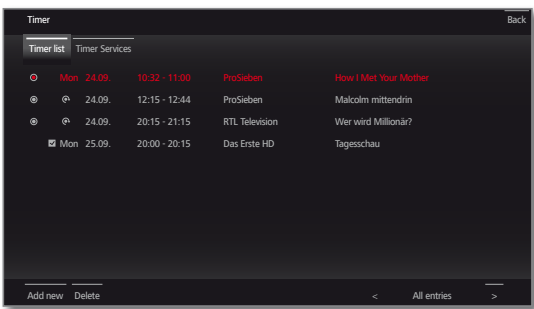 Timer Back
Timer list Timer Services
Mon 24.09. 10:32 - 11:00 ProSieben How I Met Your Mother
24.09. 12:15 - 12:44 ProSieben Malcolm mittendrin
24.09. 20:15 - 21:15 RTL Television Wer wird Millionär?
Mon 25.09. 20:00 - 20:15 Das Erste HD Tagesschau
Add new Delete < All entries >